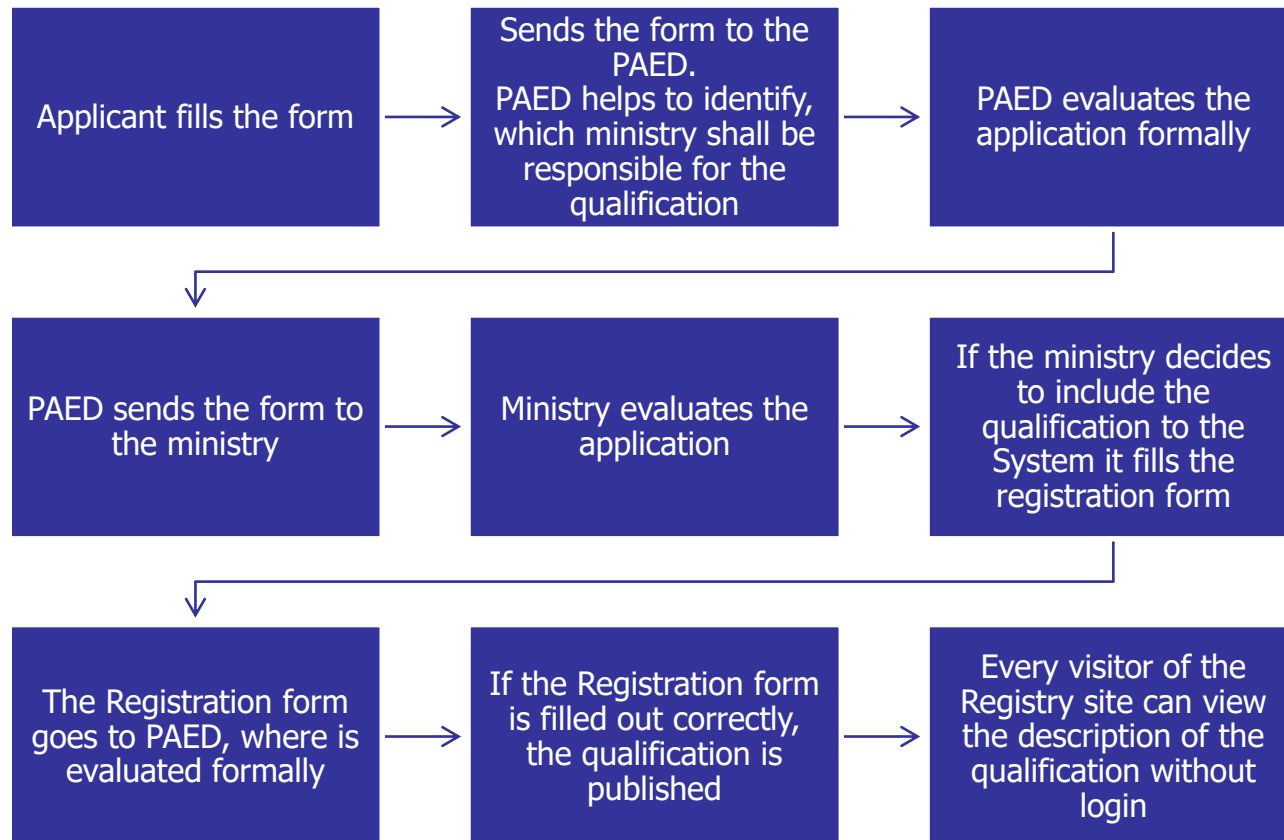 Applicant fills the form
Sends the form to the
PAED.
PAED helps to identify,
which ministry shall be
responsible for the
qualification
PAED evaluates the
application formally
PAED sends the form to
the ministry
Ministry evaluates the
application
If the ministry decides
to include the
qualification to the
System it fills the
registration form
The Registration form
goes to PAED, where is
evaluated formally
If the Registration form
is filled out correctly,
the qualification is
published
Every visitor of the
Registry site can view
the description of the
qualification without
login